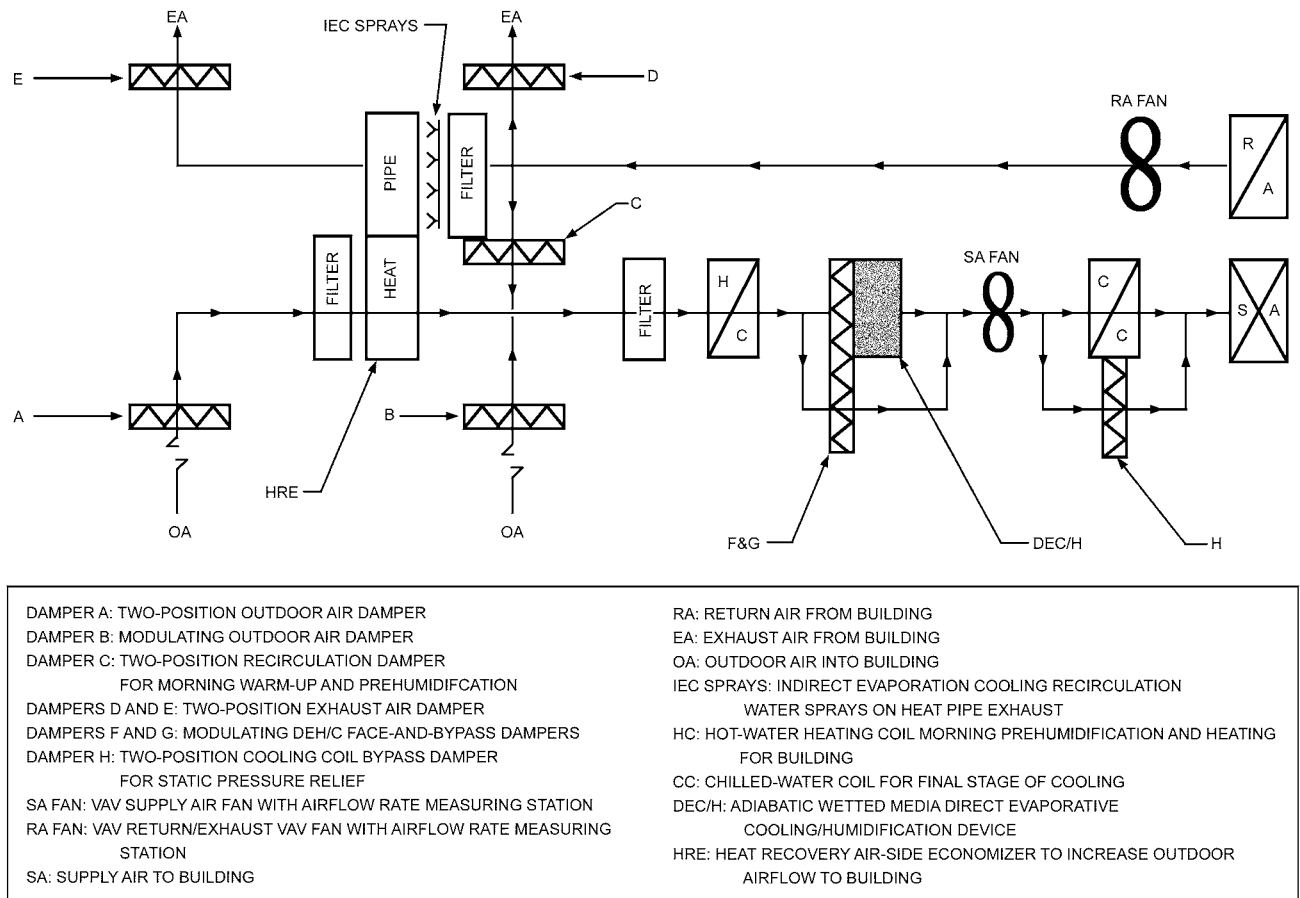 EA
IEC SPRAYS
EA
E
D
RA FAN
PIPE
FILTER
R
A
C
FILTER
HEAT
FILTER
H
C
SA FAN
C
C
S A
A
B
HRE
OA
OA
F&G
DEC/H
H
DAMPER A: TWO-POSITION OUTDOOR AIR DAMPER
DAMPER B: MODULATING OUTDOOR AIR DAMPER
DAMPER C: TWO-POSITION RECIRCULATION DAMPER
FOR MORNING WARM-UP AND PREHUMIDIFCATION
DAMPERS D AND E: TWO-POSITION EXHAUST AIR DAMPER
DAMPERS F AND G: MODULATING DEH/C FACE-AND-BYPASS DAMPERS
DAMPER H: TWO-POSITION COOLING COIL BYPASS DAMPER
FOR STATIC PRESSURE RELIEF
SA FAN: VAV SUPPLY AIR FAN WITH AIRFLOW RATE MEASURING STATION
RA FAN: VAV RETURN/EXHAUST VAV FAN WITH AIRFLOW RATE MEASURING
STATION
SA: SUPPLY AIR TO BUILDING
RA: RETURN AIR FROM BUILDING
EA: EXHAUST AIR FROM BUILDING
OA: OUTDOOR AIR INTO BUILDING
IEC SPRAYS: INDIRECT EVAPORATION COOLING RECIRCULATION
WATER SPRAYS ON HEAT PIPE EXHAUST
HC: HOT-WATER HEATING COIL MORNING PREHUMIDIFICATION AND HEATING
FOR BUILDING
CC: CHILLED-WATER COIL FOR FINAL STAGE OF COOLING
DEC/H: ADIABATIC WETTED MEDIA DIRECT EVAPORATIVE
COOLING/HUMIDIFICATION DEVICE
HRE: HEAT RECOVERY AIR-SIDE ECONOMIZER TO INCREASE OUTDOOR
AIRFLOW TO BUILDING